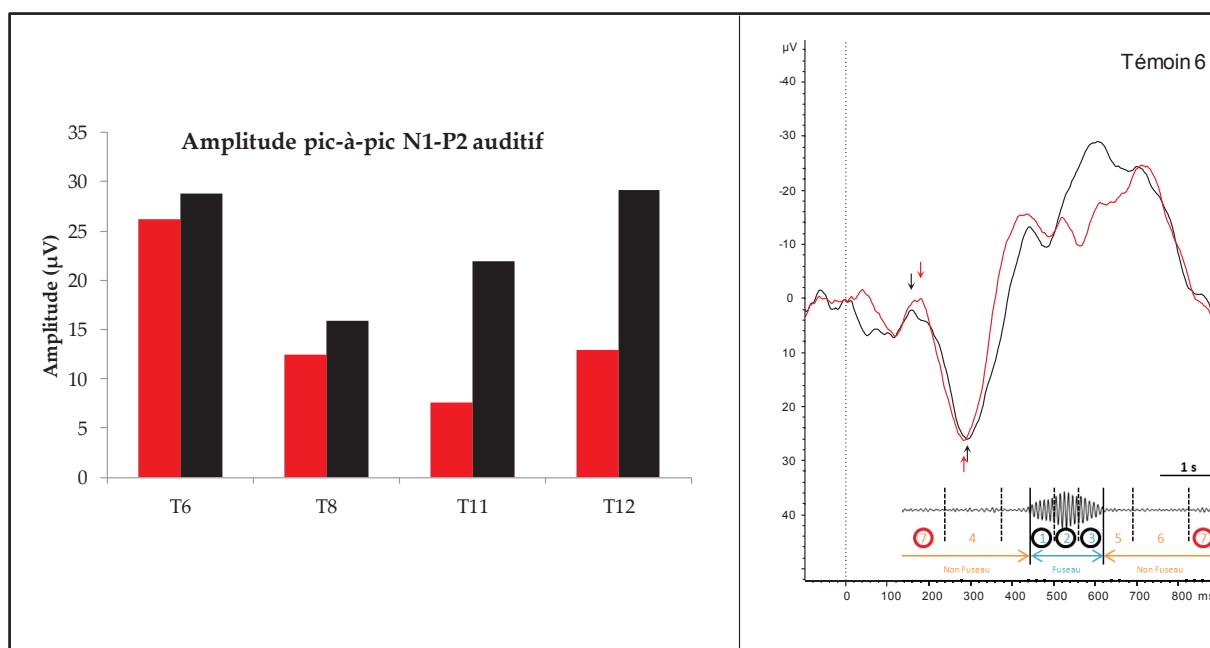 Amplitude pic-à-pic N1-P2 auditif
Amplitude (µV)
35
30
25
20
15
10
5
0
T6
T8
T11
T12
µV
Témoin 6
-40
-30
-20
-10
0
10
20
30
40
1 s
7
4
1
2
3
5
6
7
Non Fuseau
Fuseau
Non Fuseau
0
100
200
300
400
500
600
700
800
ms